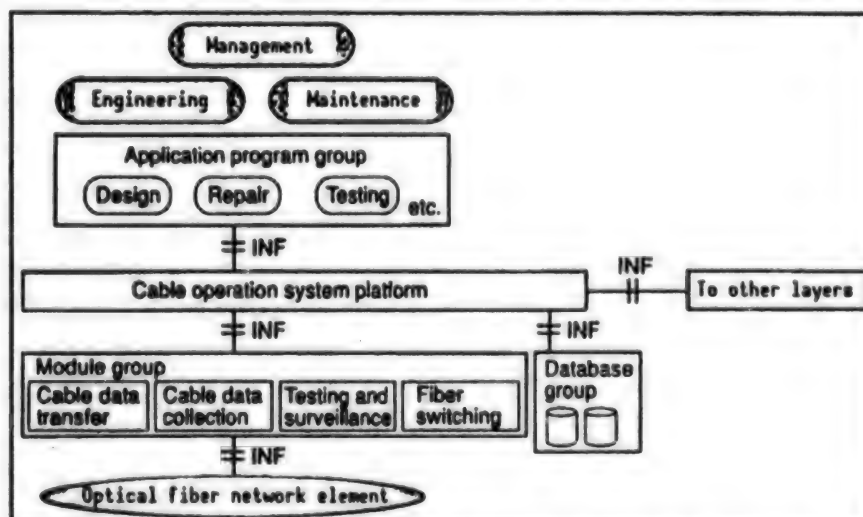 Management
Engineering
Maintenance
Application program group
Design
Repair
Testing
etc.
INF
INF
Cable operation system platform
To other layers
INF
INF
Module group
Cable data
transfer
Cable data
collection
Testing and
surveillance
Fiber
switching
Database
group
INF
Optical fiber network element